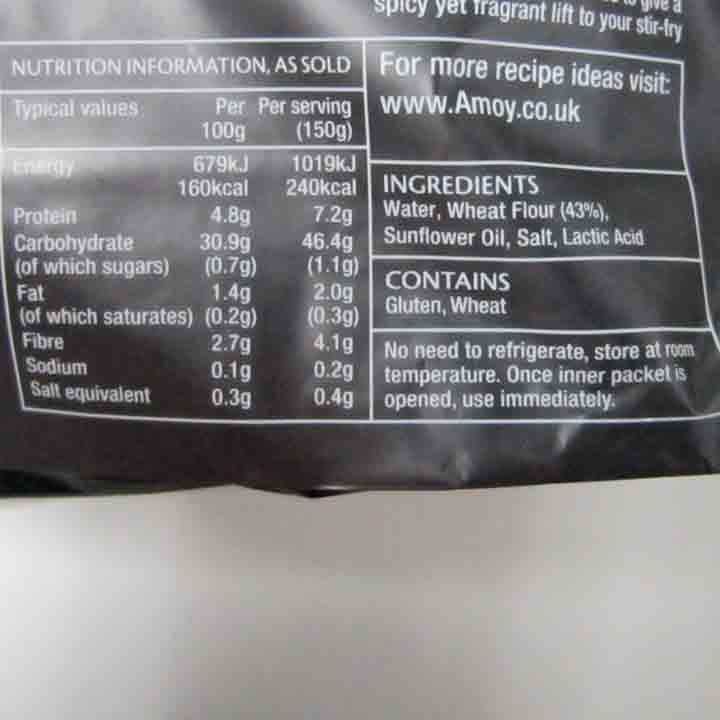 spicy yet fragrant lift to your stir-fry
NUTRITION INFORMATION, AS SOLD
Typical values Per 100g Per serving (150g)
Energy 679kJ 1019kJ
160kcal 240kcal
Protein 4.8g 7.2g
Carbohydrate 30.9g 46.4g
(of which sugars) (0.7g) (1.1g)
Fat 1.4g 2.0g
(of which saturates) (0.2g) (0.3g)
Fibre 2.7g 4.1g
Sodium 0.1g 0.2g
Salt equivalent 0.3g 0.4g
For more recipe ideas visit:
www.Amoy.co.uk
INGREDIENTS
Water, Wheat Flour (43%),
Sunflower Oil, Salt, Lactic Acid
CONTAINS
Gluten, Wheat
No need to refrigerate, store at room
temperature. Once inner packet is
opened, use immediately.